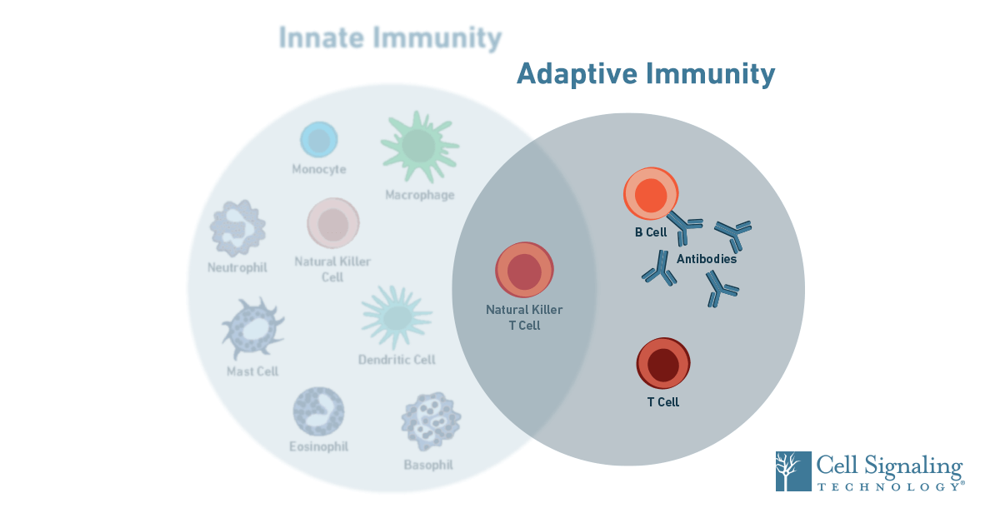 Innate Immunity
Adaptive Immunity
Monocyte
Macrophage
Neutrophil
Natural Killer
Cell
Mast Cell
Dendritic Cell
Eosinophil
Basophil
Natural Killer
T Cell
B Cell
Antibodies
T Cell
Cell Signaling
TECHNOLOGY®